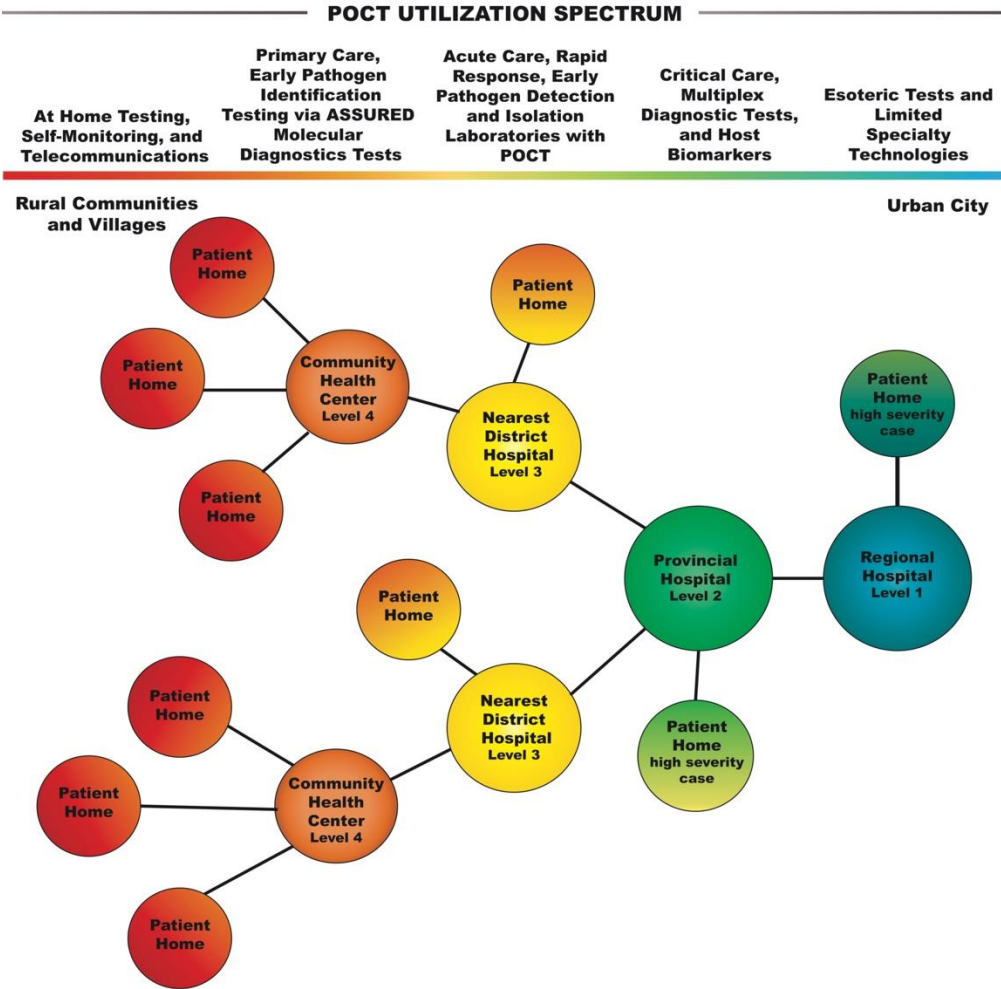 POCT UTILIZATION SPECTRUM
At Home Testing,
Self-Monitoring, and
Telecommunications
Primary Care,
Early Pathogen
Identification
Testing via ASSURED
Molecular
Diagnostics Tests
Acute Care, Rapid
Response, Early
Pathogen Detection
and Isolation
Laboratories with
POCT
Critical Care,
Multiplex
Diagnostic Tests,
and Host
Biomarkers
Esoteric Tests and
Limited
Specialty
Technologies
Rural Communities
and Villages
Urban City
Patient
Home
Patient
Home
Patient
Home
Community
Health
Center
Level 4
Patient
Home
Nearest
District
Hospital
Level 3
Patient
Home
high severity
case
Provincial
Hospital
Level 2
Regional
Hospital
Level 1
Patient
Home
Nearest
District
Hospital
Level 3
Patient
Home
high severity
case
Patient
Home
Patient
Home
Community
Health
Center
Level 4
Patient
Home